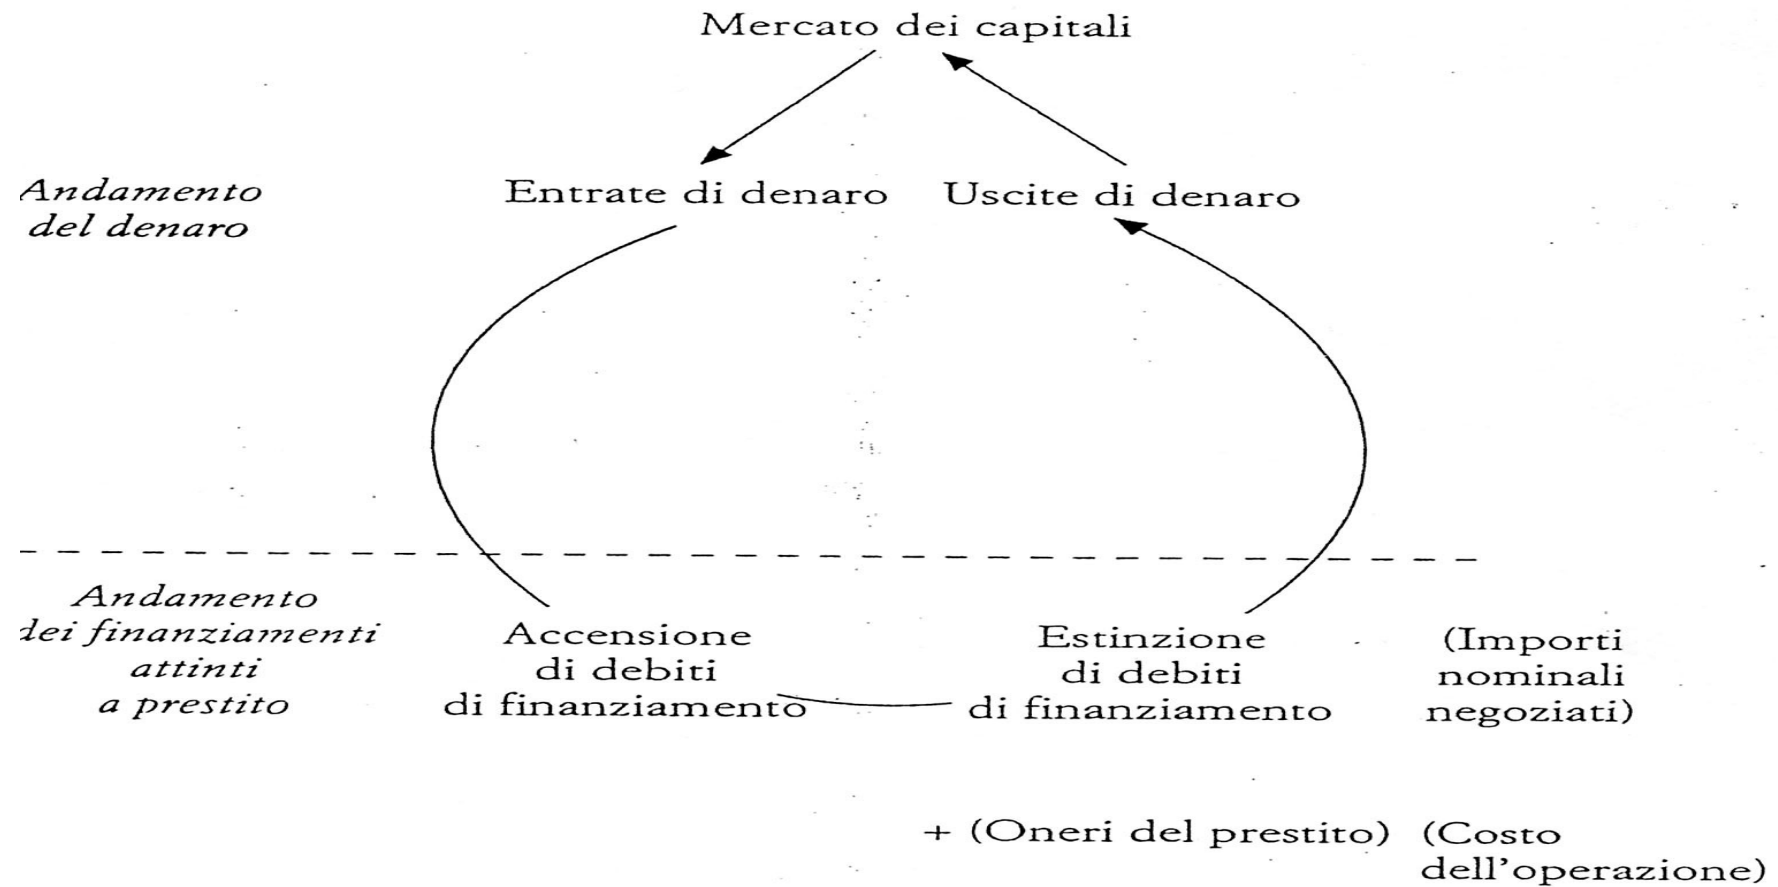 Mercato dei capitali
Andamento
del denaro
Entrate di denaro
Uscite di denaro
Andamento
dei finanziamenti
attinti
a prestito
Accensione
di debiti
di finanziamento
Estinzione
di debiti
di finanziamento
(Importi
nominali
negoziati)
+ (Oneri del prestito)
(Costo
dell'operazione)